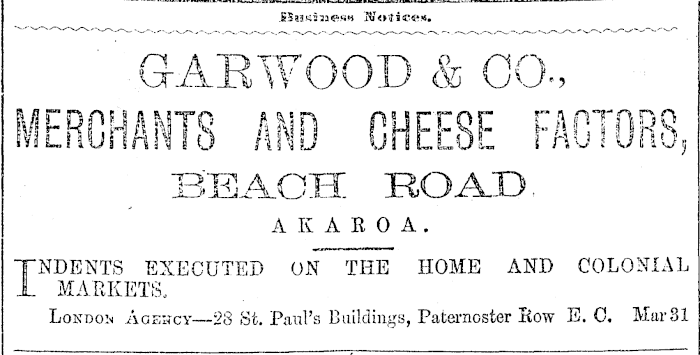 Business Notices.
GARWOOD & CO.,
MERCHANTS AND CHEESE FACTORS,
BEACH ROAD,
AKAROA.
INDENTS EXECUTED ON THE HOME AND COLONIAL
MARKETS.
LONDON AGENCY—28 St. Paul's Buildings, Paternoster Row E. C. Mar 31